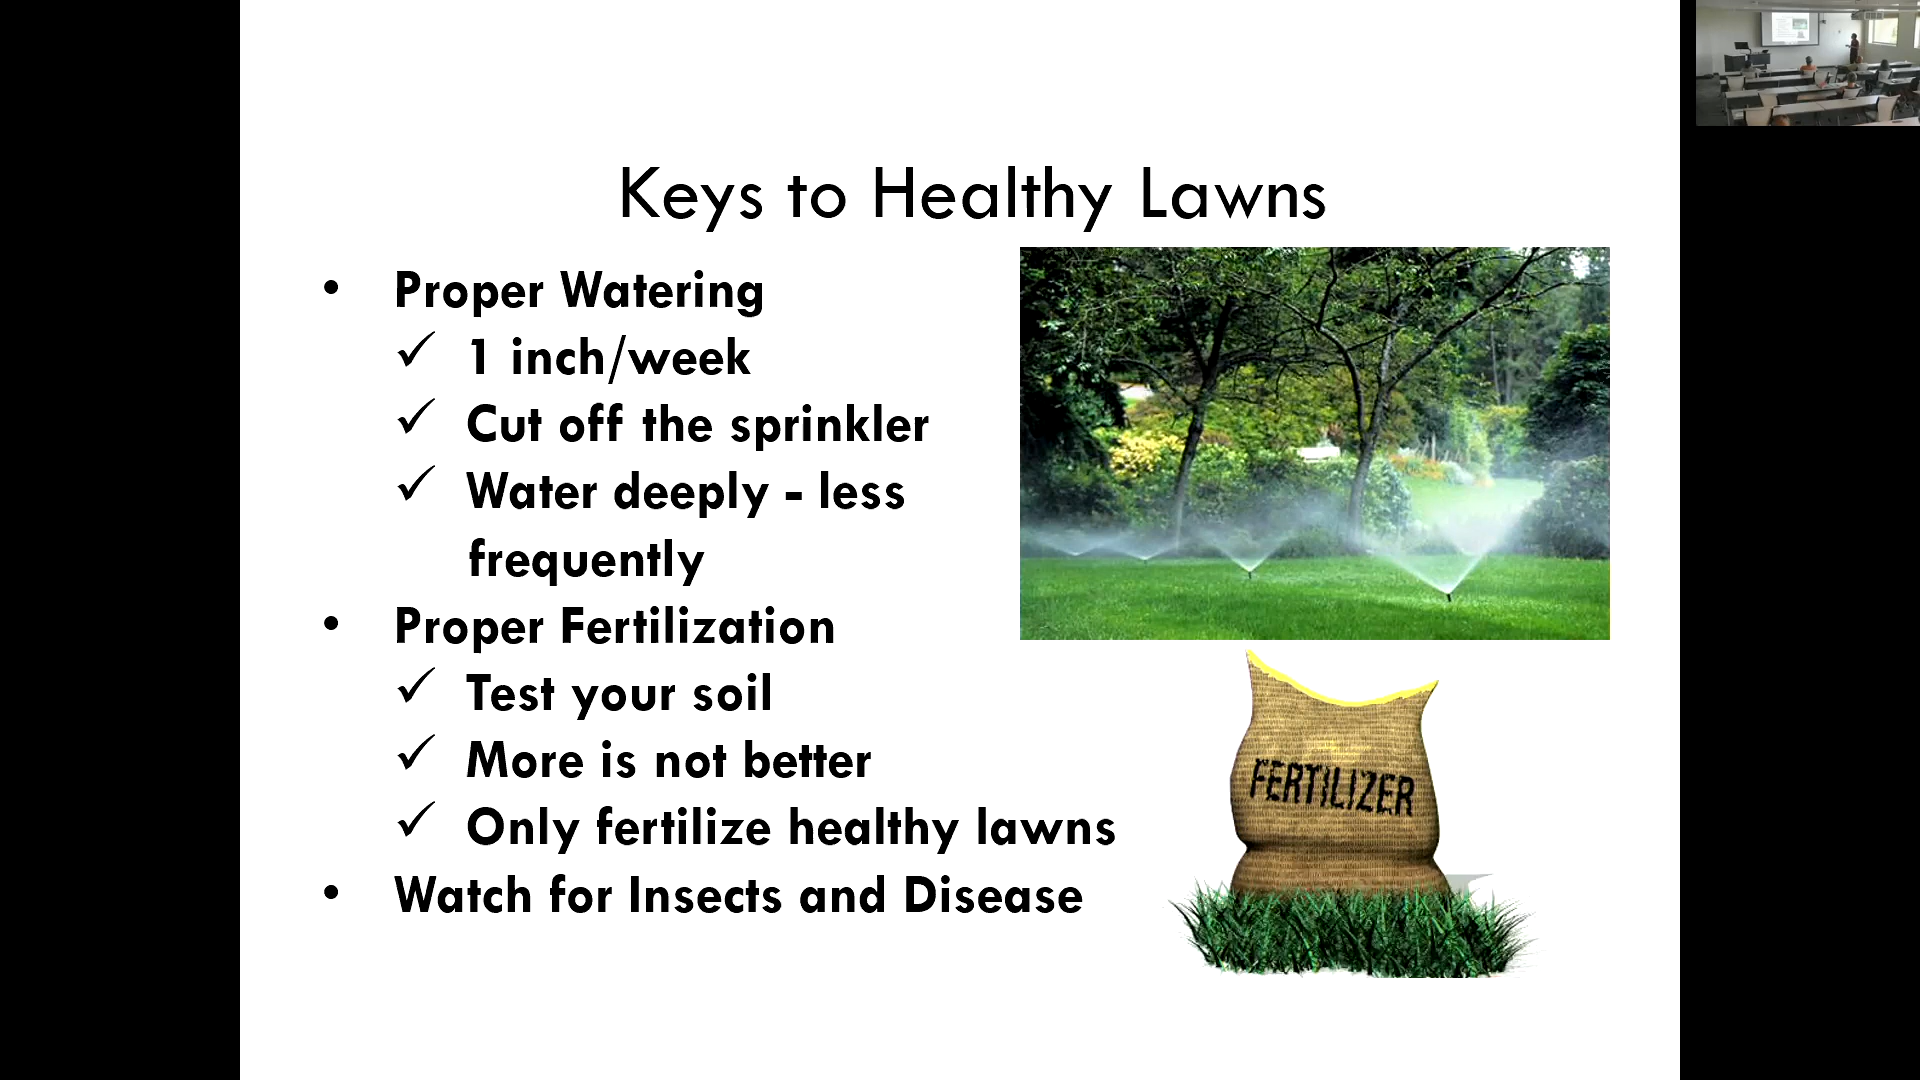 Keys to Healthy Lawns
• Proper Watering
✓ 1 inch/week
✓ Cut off the sprinkler
✓ Water deeply - less
frequently
• Proper Fertilization
✓ Test your soil
✓ More is not better
✓ Only fertilize healthy lawns
• Watch for Insects and Disease
FERTILIZER